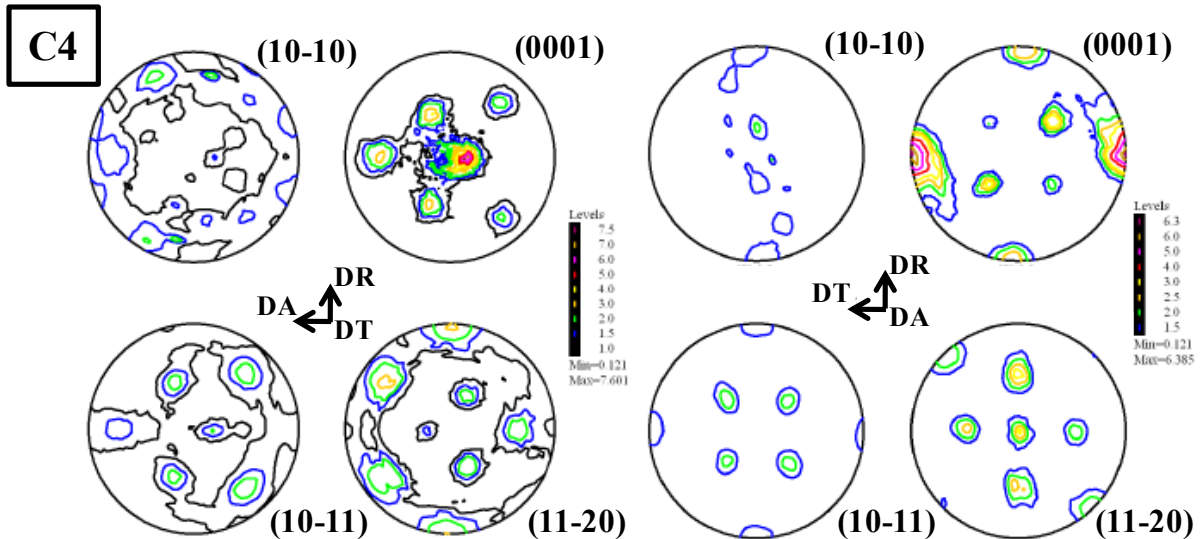 C4
(10-10)
(0001)
(10-10)
(0001)
Levels
7.5
7.0
6.0
5.0
4.0
3.0
2.0
1.5
1.0
Min=0.121
Max=7.601
DR
DA
DT
DR
DT
DA
Levels
6.3
6.0
5.0
4.0
3.0
2.5
2.0
1.5
Min=0.121
Max=6.385
(10-11)
(11-20)
(10-11)
(11-20)